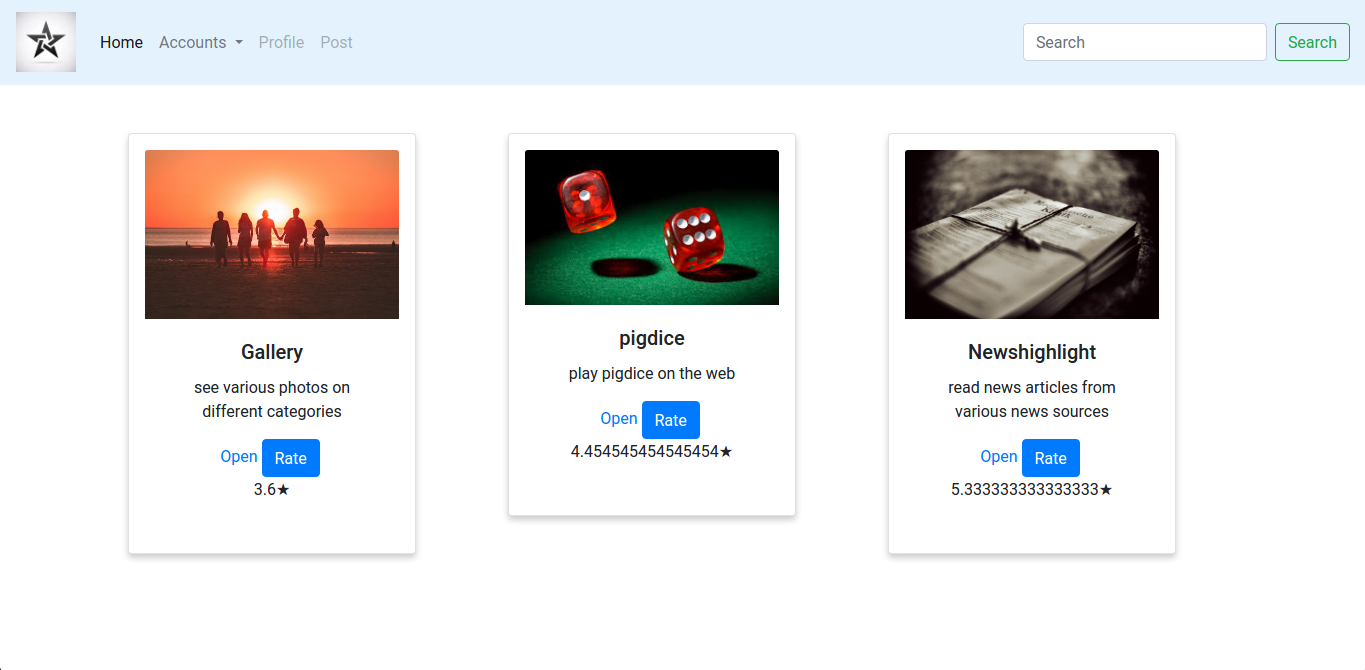 Home Accounts Profile Post Search Search
Gallery
see various photos on
different categories
Open Rate
3.6★
pigdice
play pigdice on the web
Open Rate
4.454545454545454★
Newshighlight
read news articles from
various news sources
Open Rate
5.333333333333333★